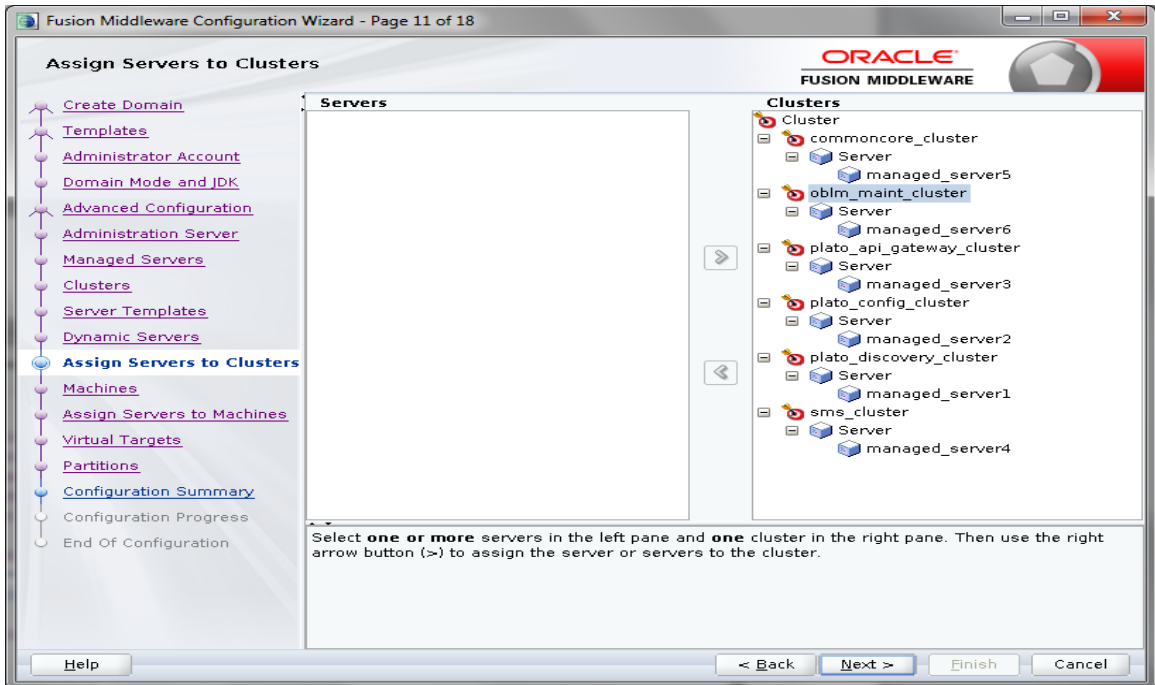 Fusion Middleware Configuration Wizard - Page 11 of 18
Assign Servers to Clusters
ORACLE
FUSION MIDDLEWARE
Create Domain
Templates
Administrator Account
Domain Mode and JDK
Advanced Configuration
Administration Server
Managed Servers
Clusters
Server Templates
Dynamic Servers
Assign Servers to Clusters
Machines
Assign Servers to Machines
Virtual Targets
Partitions
Configuration Summary
Configuration Progress
End Of Configuration
Servers
Clusters
Cluster
commoncore_cluster
Server
managed_server5
oblm_maint_cluster
Server
managed_server6
plato_api_gateway_cluster
Server
managed_server3
plato_config_cluster
Server
managed_server2
plato_discovery_cluster
Server
managed_server1
sms_cluster
Server
managed_server4
Select one or more servers in the left pane and one cluster in the right pane. Then use the right
arrow button (>) to assign the server or servers to the cluster.
Help
< Back
Next >
Finish
Cancel